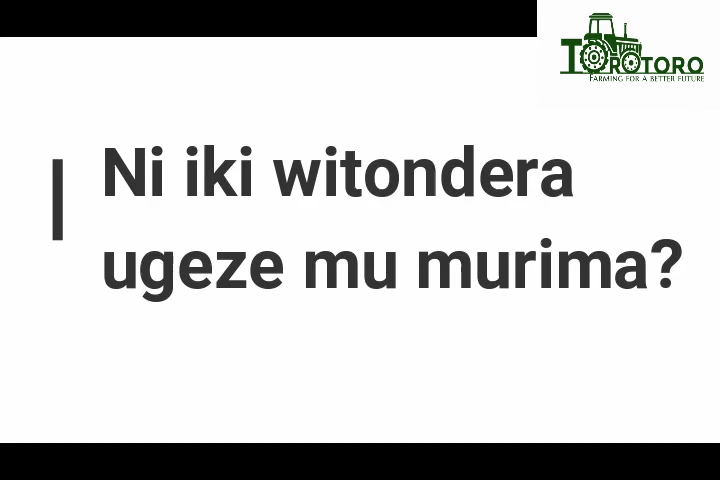 TOROTORO
FARMING FOR A BETTER FUTURE
Ni iki witondera
ugeze mu murima?